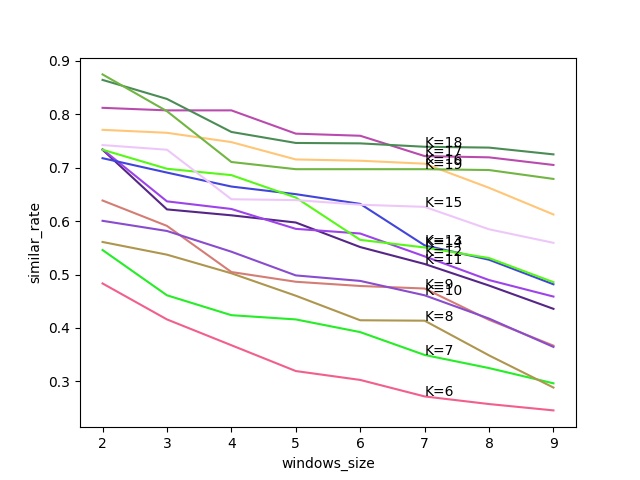 0.9
0.8
0.7
0.6
0.5
0.4
0.3
similar_rate
K=18
K=17
K=16
K=19
K=15
K=13
K=14
K=12
K=11
K=9
K=10
K=8
K=7
K=6
2 3 4 5 6 7 8 9
windows_size